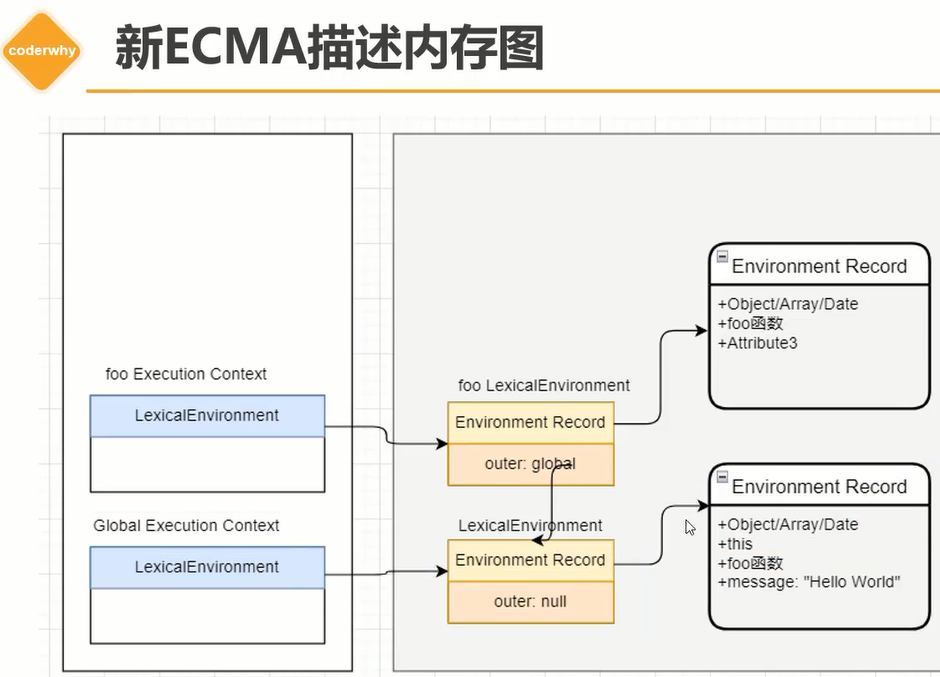 coderwhy
新ECMA描述内存图
foo Execution Context
LexicalEnvironment
Global Execution Context
LexicalEnvironment
foo LexicalEnvironment
Environment Record
outer: global
LexicalEnvironment
Environment Record
outer: null
Environment Record
+Object/Array/Date
+foo函数
+Attribute3
Environment Record
+Object/Array/Date
+this
+foo函数
+message: "Hello World"